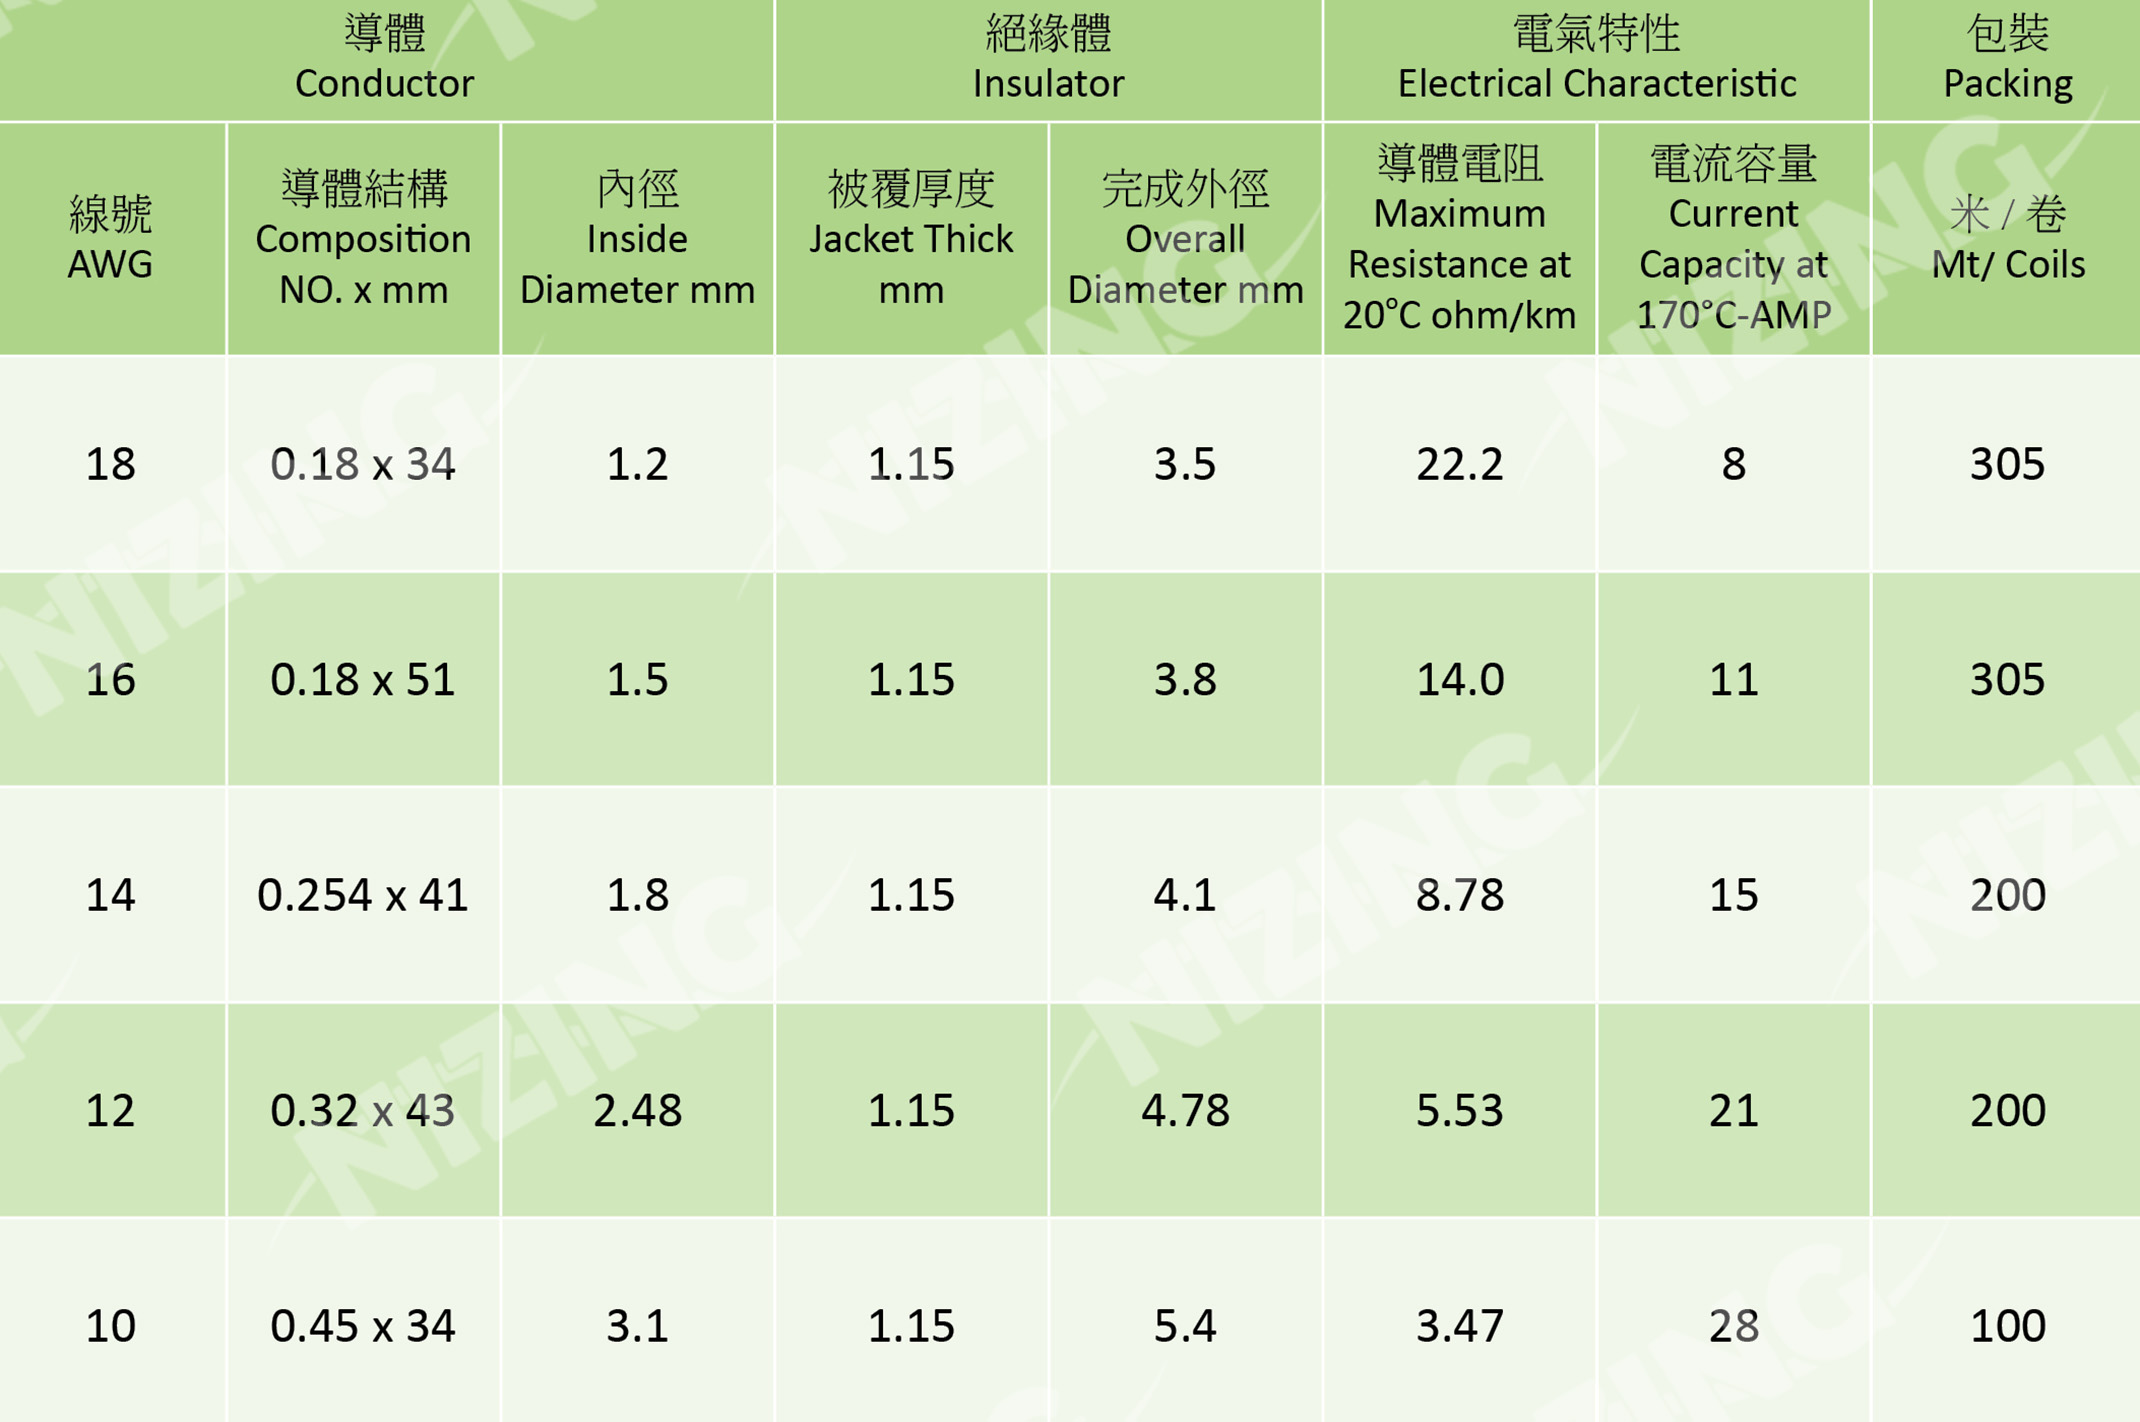 導體
Conductor
絕緣體
Insulator
電氣特性
Electrical Characteristic
包裝
Packing
線號
AWG
導體結構
Composition
NO. x mm
內徑
Inside
Diameter mm
被覆厚度
Jacket Thick
mm
完成外徑
Overall
Diameter mm
導體電阻
Maximum
Resistance at
20°C ohm/km
電流容量
Current
Capacity at
170°C-AMP
米 / 卷
Mt/ Coils
18 0.18 x 34 1.2 1.15 3.5 22.2 8 305
16 0.18 x 51 1.5 1.15 3.8 14.0 11 305
14 0.254 x 41 1.8 1.15 4.1 8.78 15 200
12 0.32 x 43 2.48 1.15 4.78 5.53 21 200
10 0.45 x 34 3.1 1.15 5.4 3.47 28 100
NIZING
NIZING
NIZING
NIZING
NIZING